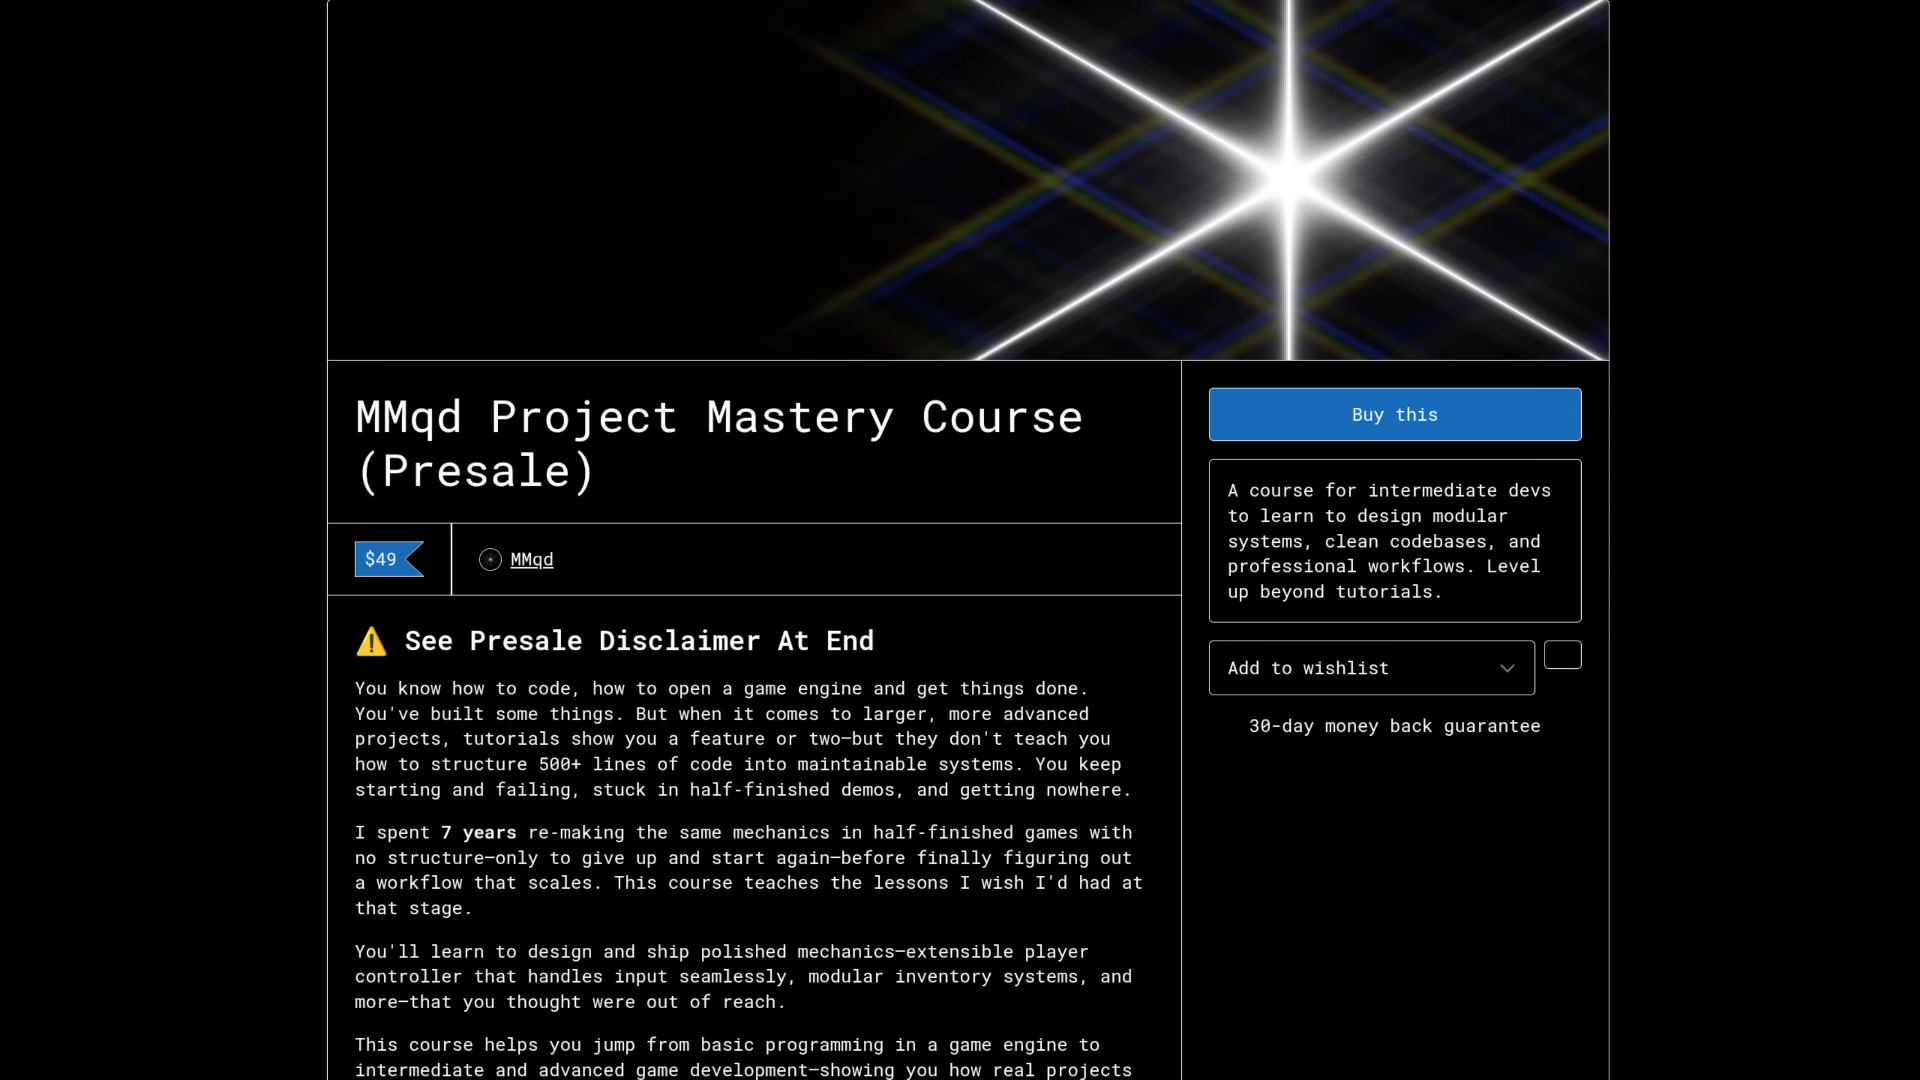 MMqd Project Mastery Course
(Presale)
$49
MMqd
⚠️ See Presale Disclaimer At End
You know how to code, how to open a game engine and get things done.
You've built some things. But when it comes to larger, more advanced
projects, tutorials show you a feature or two—but they don't teach you
how to structure 500+ lines of code into maintainable systems. You keep
starting and failing, stuck in half-finished demos, and getting nowhere.
I spent 7 years re-making the same mechanics in half-finished games with
no structure—only to give up and start again—before finally figuring out
a workflow that scales. This course teaches the lessons I wish I'd had at
that stage.
You'll learn to design and ship polished mechanics—extensible player
controller that handles input seamlessly, modular inventory systems, and
more—that you thought were out of reach.
This course helps you jump from basic programming in a game engine to
intermediate and advanced game development—showing you how real projects
Buy this
A course for intermediate devs
to learn to design modular
systems, clean codebases, and
professional workflows. Level
up beyond tutorials.
Add to wishlist
30-day money back guarantee